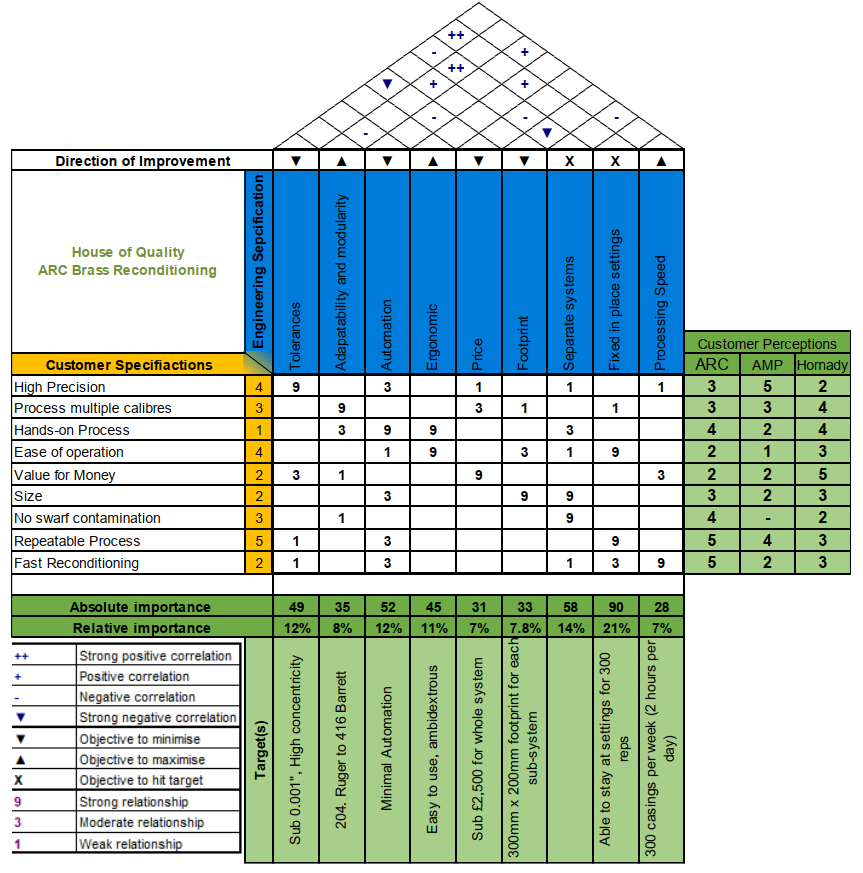 ++
-
+
++
▼
+
+
-
-
-
-
▼
Direction of Improvement ▼ ▲ ▼ ▲ ▼ ▼ X X ▲
House of Quality
ARC Brass Reconditioning
Engineering Sepcification
Tolerances
Adapatability and modularity
Automation
Ergonomic
Price
Footprint
Separate systems
Fixed in place settings
Processing Speed
Customer Perceptions
Customer Specifiactions ARC AMP Hornady
High Precision 4 9 3 1 1 1 3 5 2
Process multiple calibres 3 9 3 1 1 3 3 4
Hands-on Process 1 3 9 9 3 4 2 4
Ease of operation 4 1 9 3 1 9 2 1 3
Value for Money 2 3 1 9 3 2 2 5
Size 2 3 9 9 3 2 3
No swarf contamination 3 1 9 4 - 2
Repeatable Process 5 1 3 9 5 4 3
Fast Reconditioning 2 1 3 1 3 9 5 2 3
Absolute importance 49 35 52 45 31 33 58 90 28
Relative importance 12% 8% 12% 11% 7% 7.8% 14% 21% 7%
++ Strong positive correlation
+ Positive correlation
- Negative correlation
▼ Strong negative correlation
▼ Objective to minimise
▲ Objective to maximise
X Objective to hit target
9 Strong relationship
3 Moderate relationship
1 Weak relationship
Target(s)
Sub 0.001", High concentricity
204. Ruger to 416 Barrett
Minimal Automation
Easy to use, ambidextrous
Sub £2,500 for whole system
300mm x 200mm footprint for each
sub-system
Able to stay at settings for 300
reps
300 casings per week (2 hours per
day)